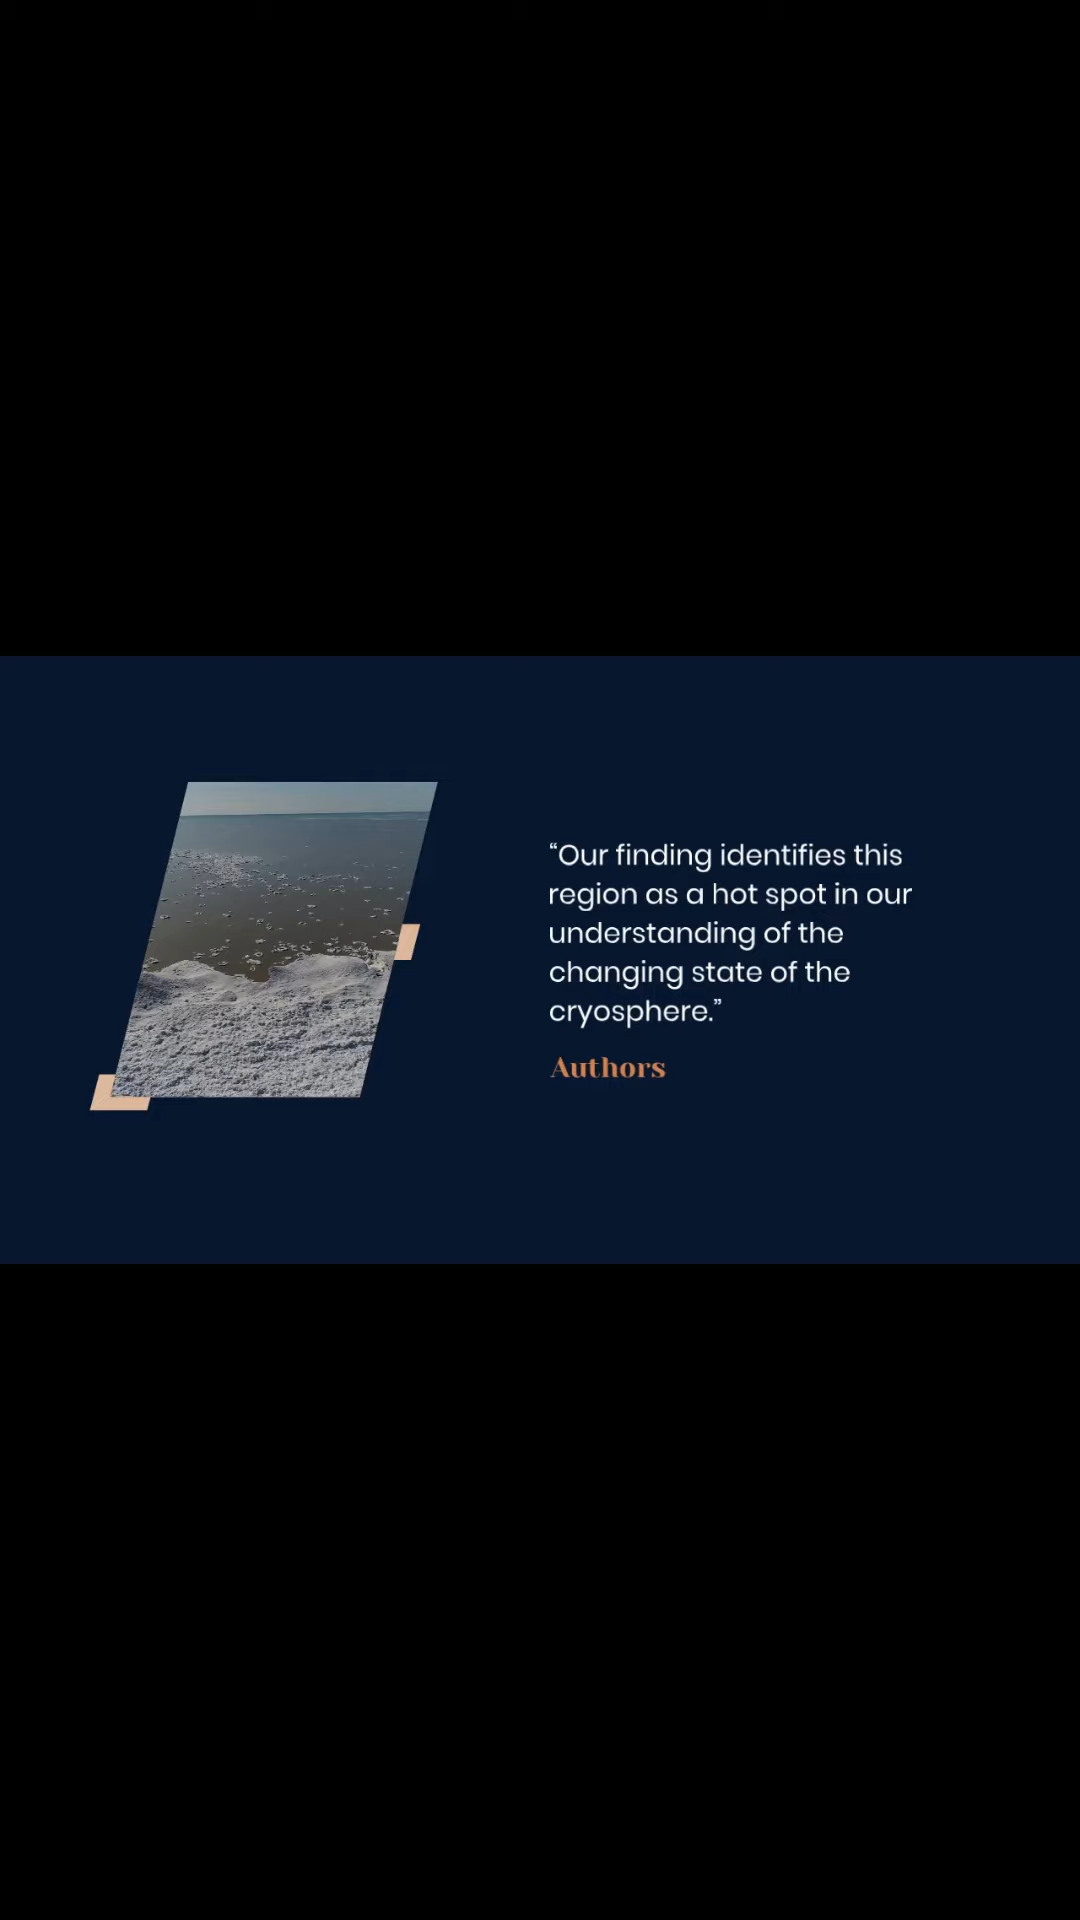 “Our finding identifies this
region as a hot spot in our
understanding of the
changing state of the
cryosphere.”
Authors